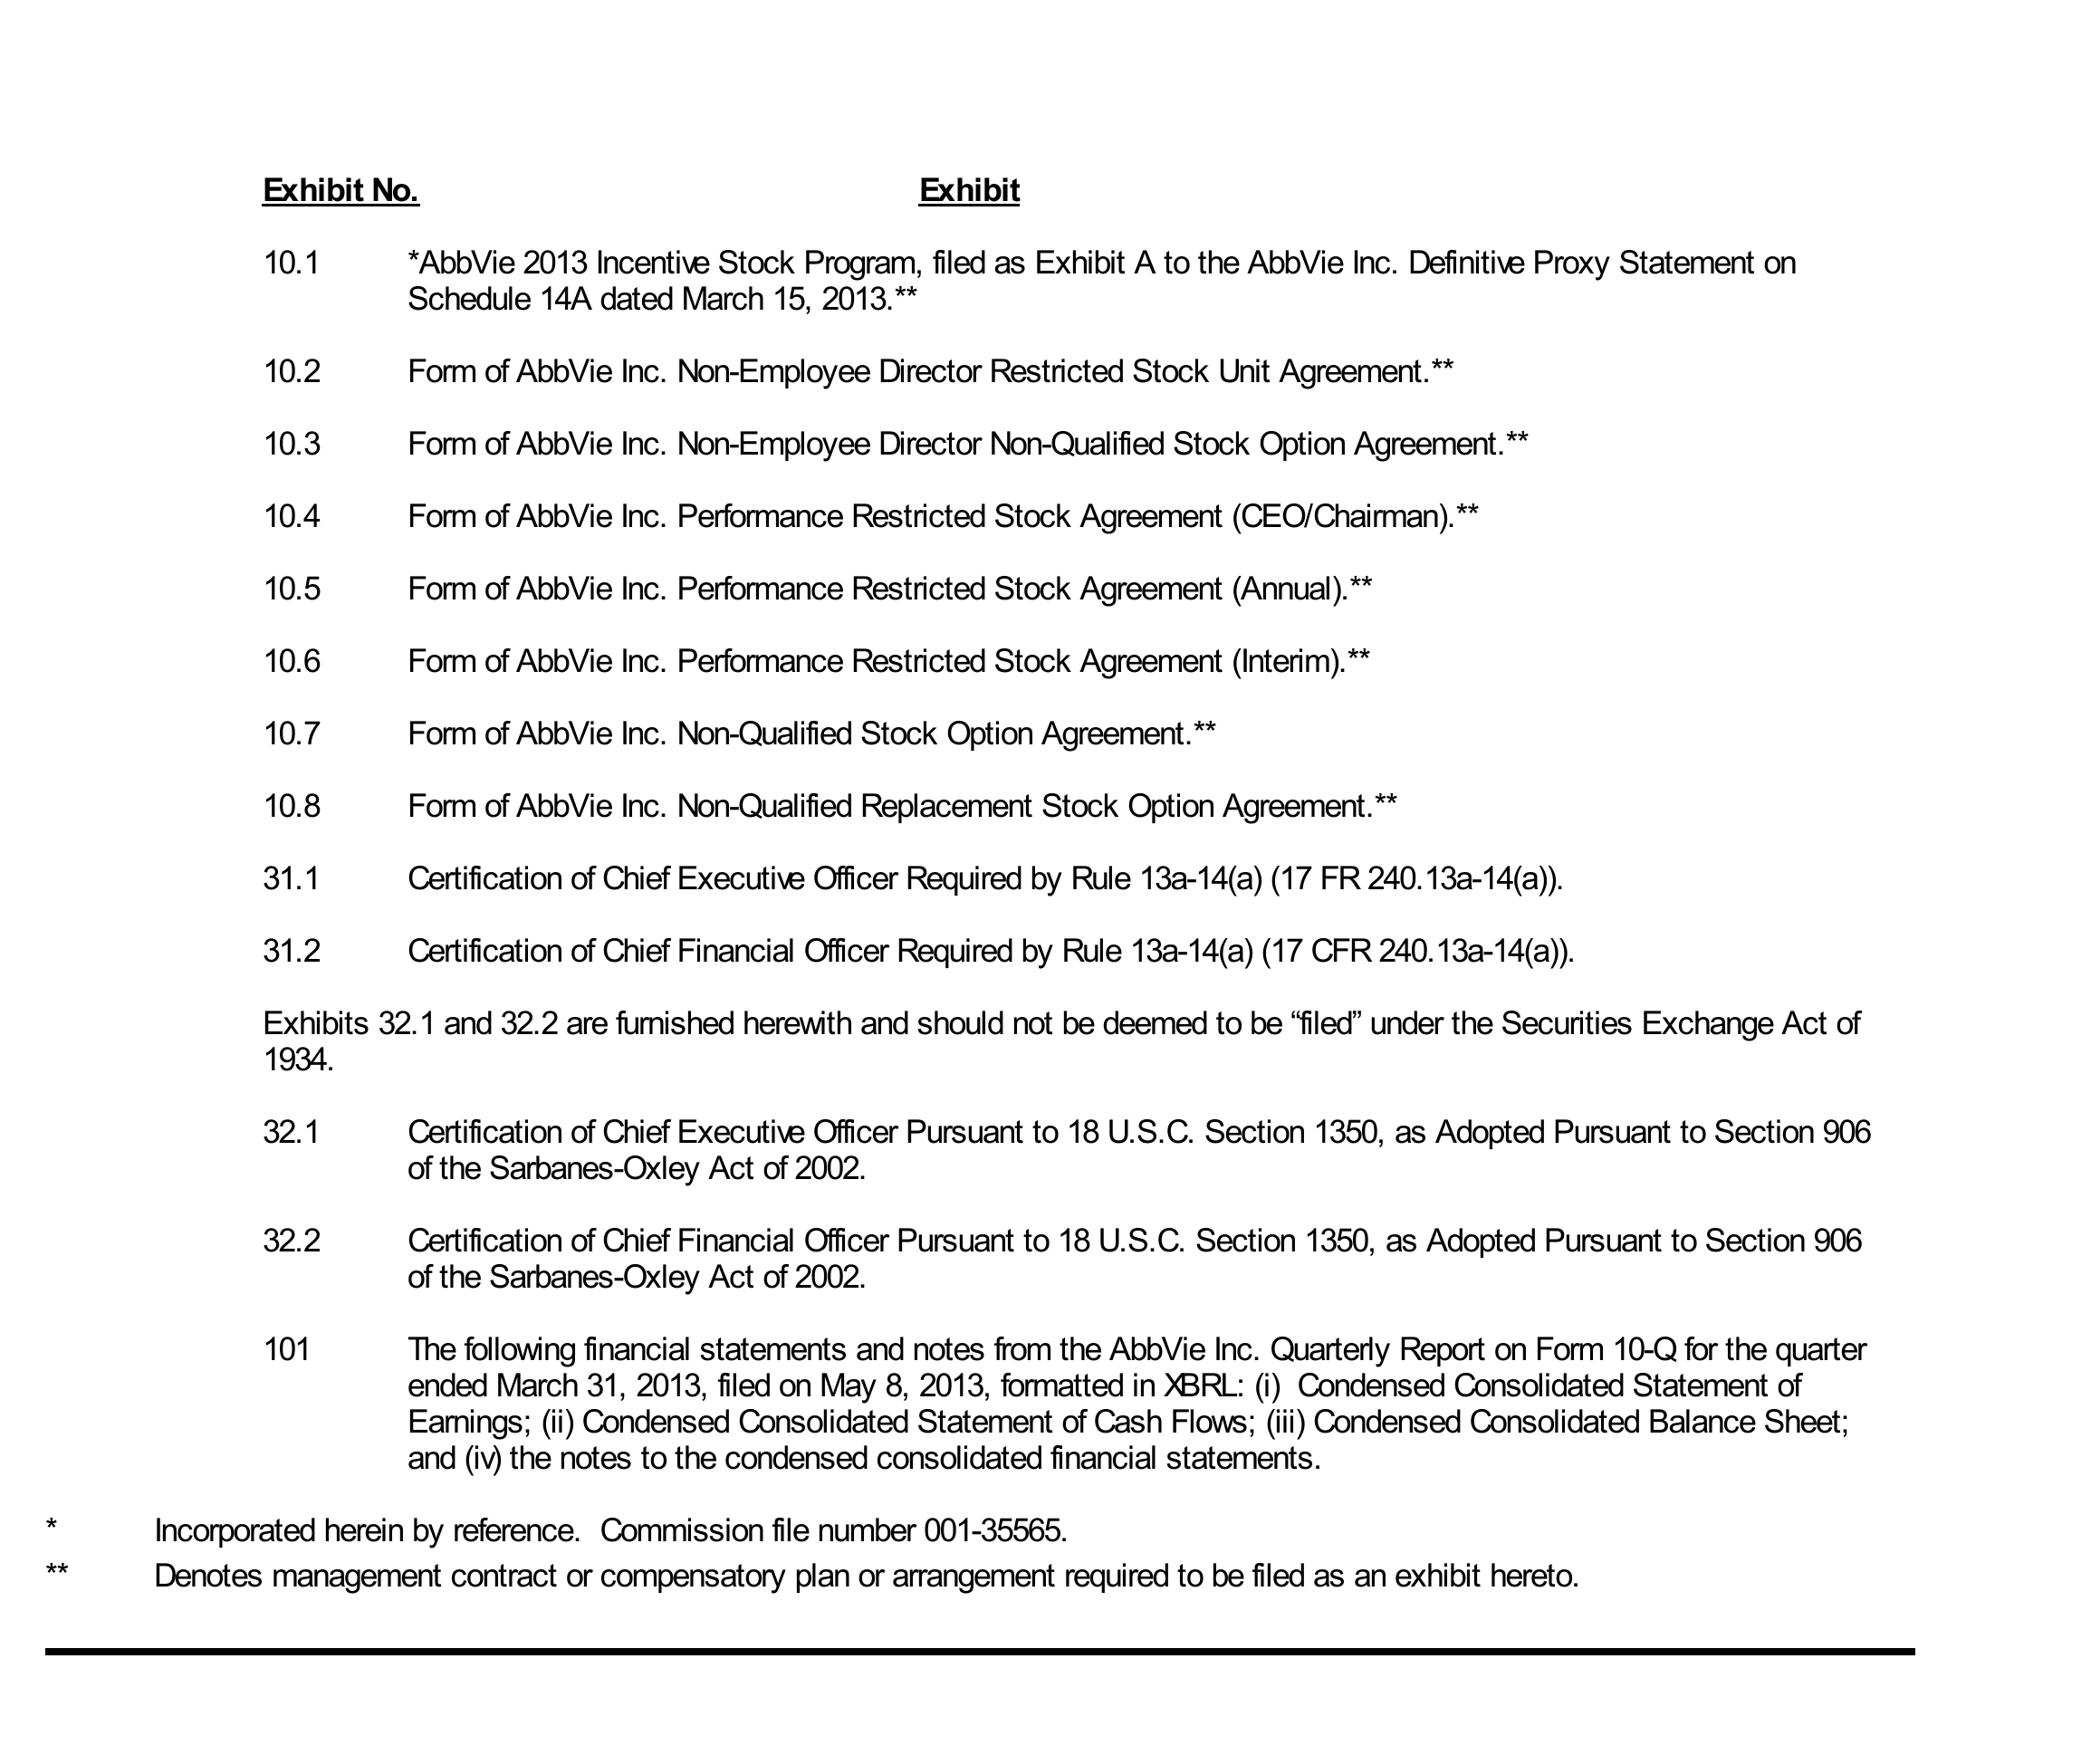 Exhibit No. Exhibit
10.1 *AbbVie 2013 Incentive Stock Program, filed as Exhibit A to the AbbVie Inc. Definitive Proxy Statement on
Schedule 14A dated March 15, 2013.**
10.2 Form of AbbVie Inc. Non-Employee Director Restricted Stock Unit Agreement.**
10.3 Form of AbbVie Inc. Non-Employee Director Non-Qualified Stock Option Agreement.**
10.4 Form of AbbVie Inc. Performance Restricted Stock Agreement (CEO/Chairman).**
10.5 Form of AbbVie Inc. Performance Restricted Stock Agreement (Annual).**
10.6 Form of AbbVie Inc. Performance Restricted Stock Agreement (Interim).**
10.7 Form of AbbVie Inc. Non-Qualified Stock Option Agreement.**
10.8 Form of AbbVie Inc. Non-Qualified Replacement Stock Option Agreement.**
31.1 Certification of Chief Executive Officer Required by Rule 13a-14(a) (17 FR 240.13a-14(a)).
31.2 Certification of Chief Financial Officer Required by Rule 13a-14(a) (17 CFR 240.13a-14(a)).
Exhibits 32.1 and 32.2 are furnished herewith and should not be deemed to be “filed” under the Securities Exchange Act of
1934.
32.1 Certification of Chief Executive Officer Pursuant to 18 U.S.C. Section 1350, as Adopted Pursuant to Section 906
of the Sarbanes-Oxley Act of 2002.
32.2 Certification of Chief Financial Officer Pursuant to 18 U.S.C. Section 1350, as Adopted Pursuant to Section 906
of the Sarbanes-Oxley Act of 2002.
101 The following financial statements and notes from the AbbVie Inc. Quarterly Report on Form 10-Q for the quarter
ended March 31, 2013, filed on May 8, 2013, formatted in XBRL: (i) Condensed Consolidated Statement of
Earnings; (ii) Condensed Consolidated Statement of Cash Flows; (iii) Condensed Consolidated Balance Sheet;
and (iv) the notes to the condensed consolidated financial statements.
* Incorporated herein by reference. Commission file number 001-35565.
** Denotes management contract or compensatory plan or arrangement required to be filed as an exhibit hereto.